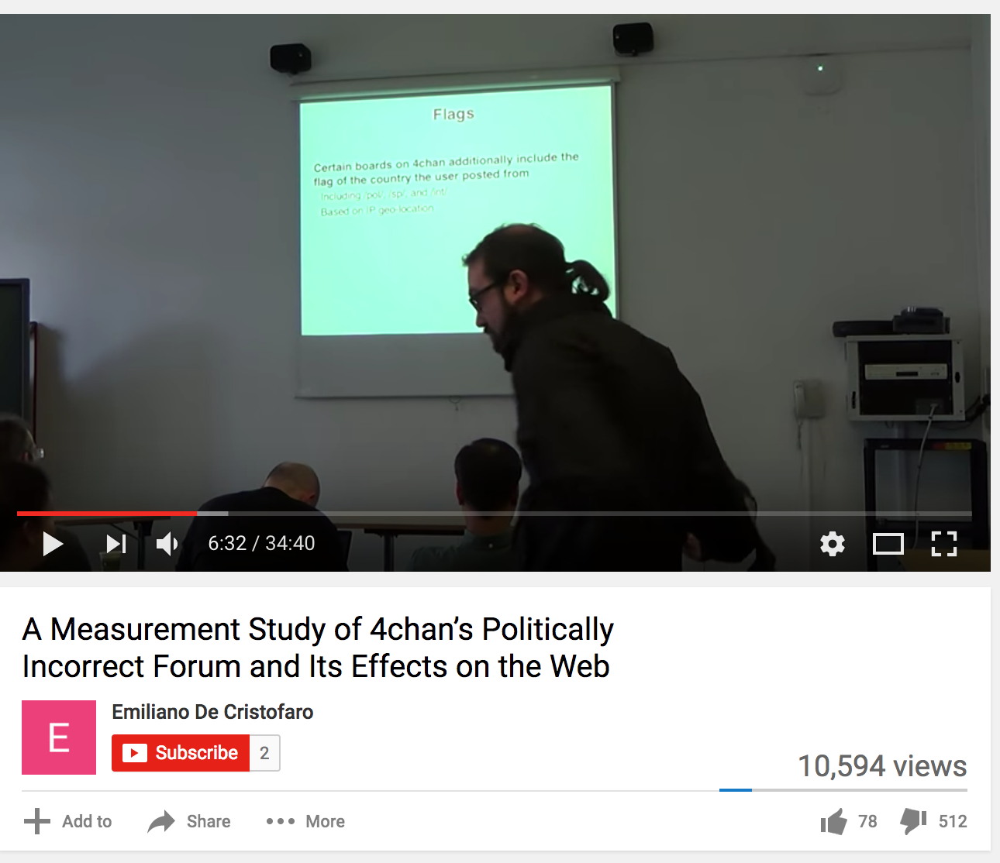 Flags
Certain boards on 4chan additionally include the
flag of the country the user posted from
Including /pol/, /sp/, and /int/
Based on IP geo-location
6:32 / 34:40
A Measurement Study of 4chan’s Politically
Incorrect Forum and Its Effects on the Web
E
Emiliano De Cristofaro
Subscribe 2
10,594 views
Add to Share More 78 512